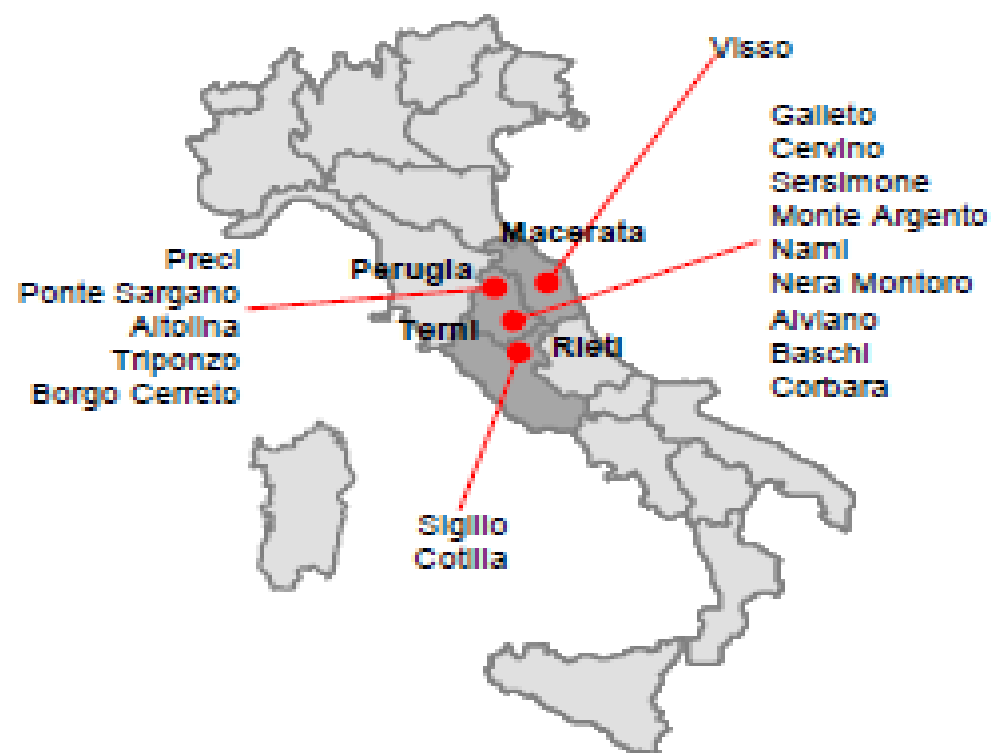 Visso
Galleto
Cervino
Sersimone
Monte Argento
Narni
Nera Montoro
Alviano
Baschi
Corbara
Macerata
Perugia
Terni
Rieti
Preci
Ponte Sargano
Altolina
Triponzo
Borgo Cerreto
Sigillo
Cotilia